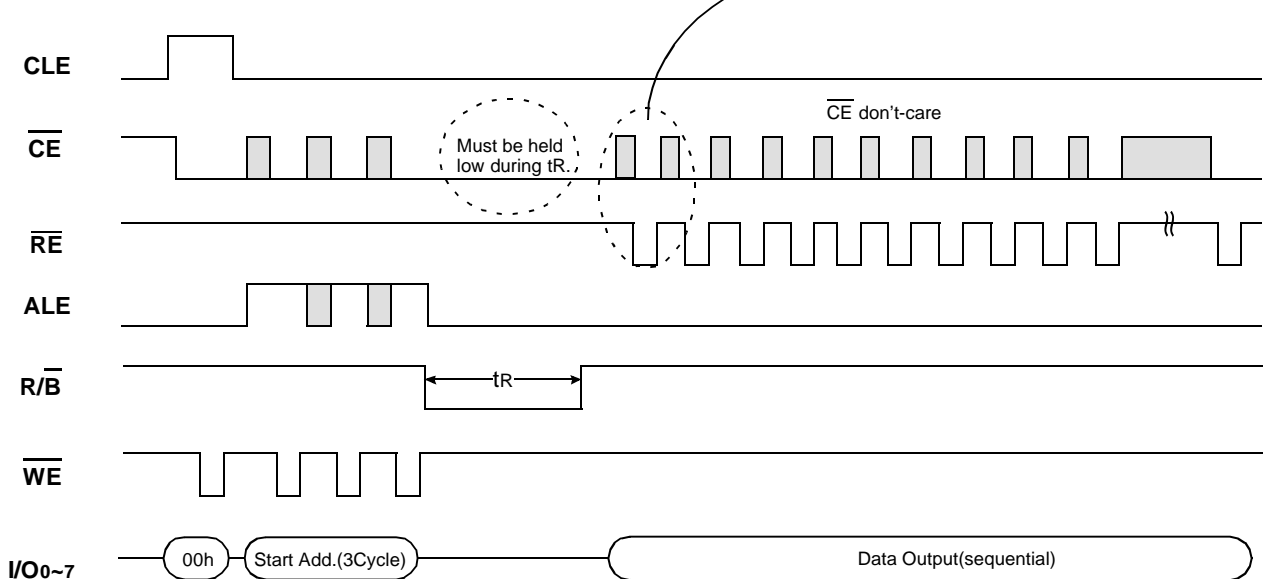 CLE
CE don't-care
CE
Must be held
low during tR.
RE
ALE
R/B
tR
WE
I/O0~7
00h
Start Add.(3Cycle)
Data Output(sequential)